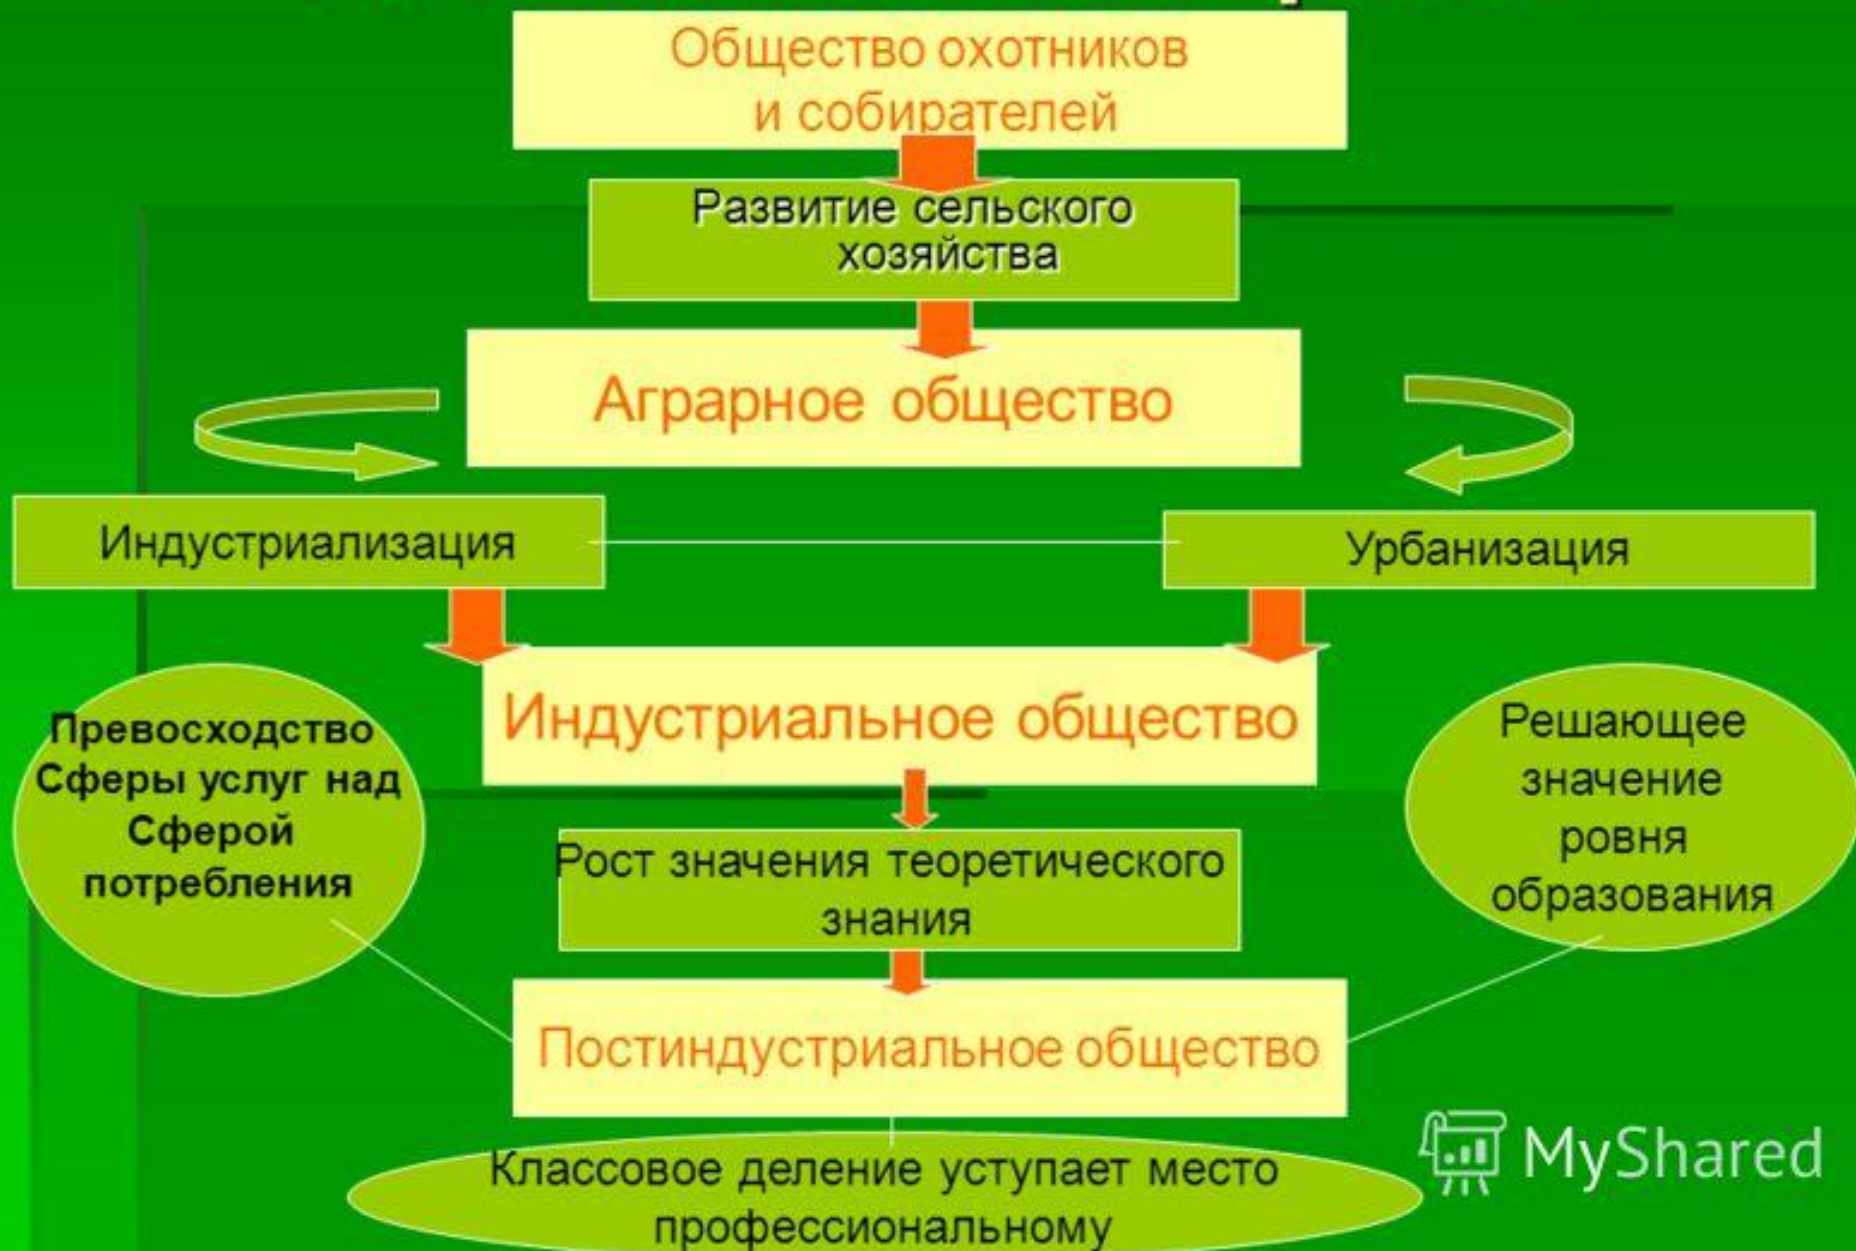 Общество охотников
и собирателей
Развитие сельского
хозяйства
Аграрное общество
Индустриализация
Урбанизация
Индустриальное общество
Превосходство
Сферы услуг над
Сферой
потребления
Решающее
значение
ровня
образования
Рост значения теоретического
знания
Постиндустриальное общество
Классовое деление уступает место
профессиональному
MyShared